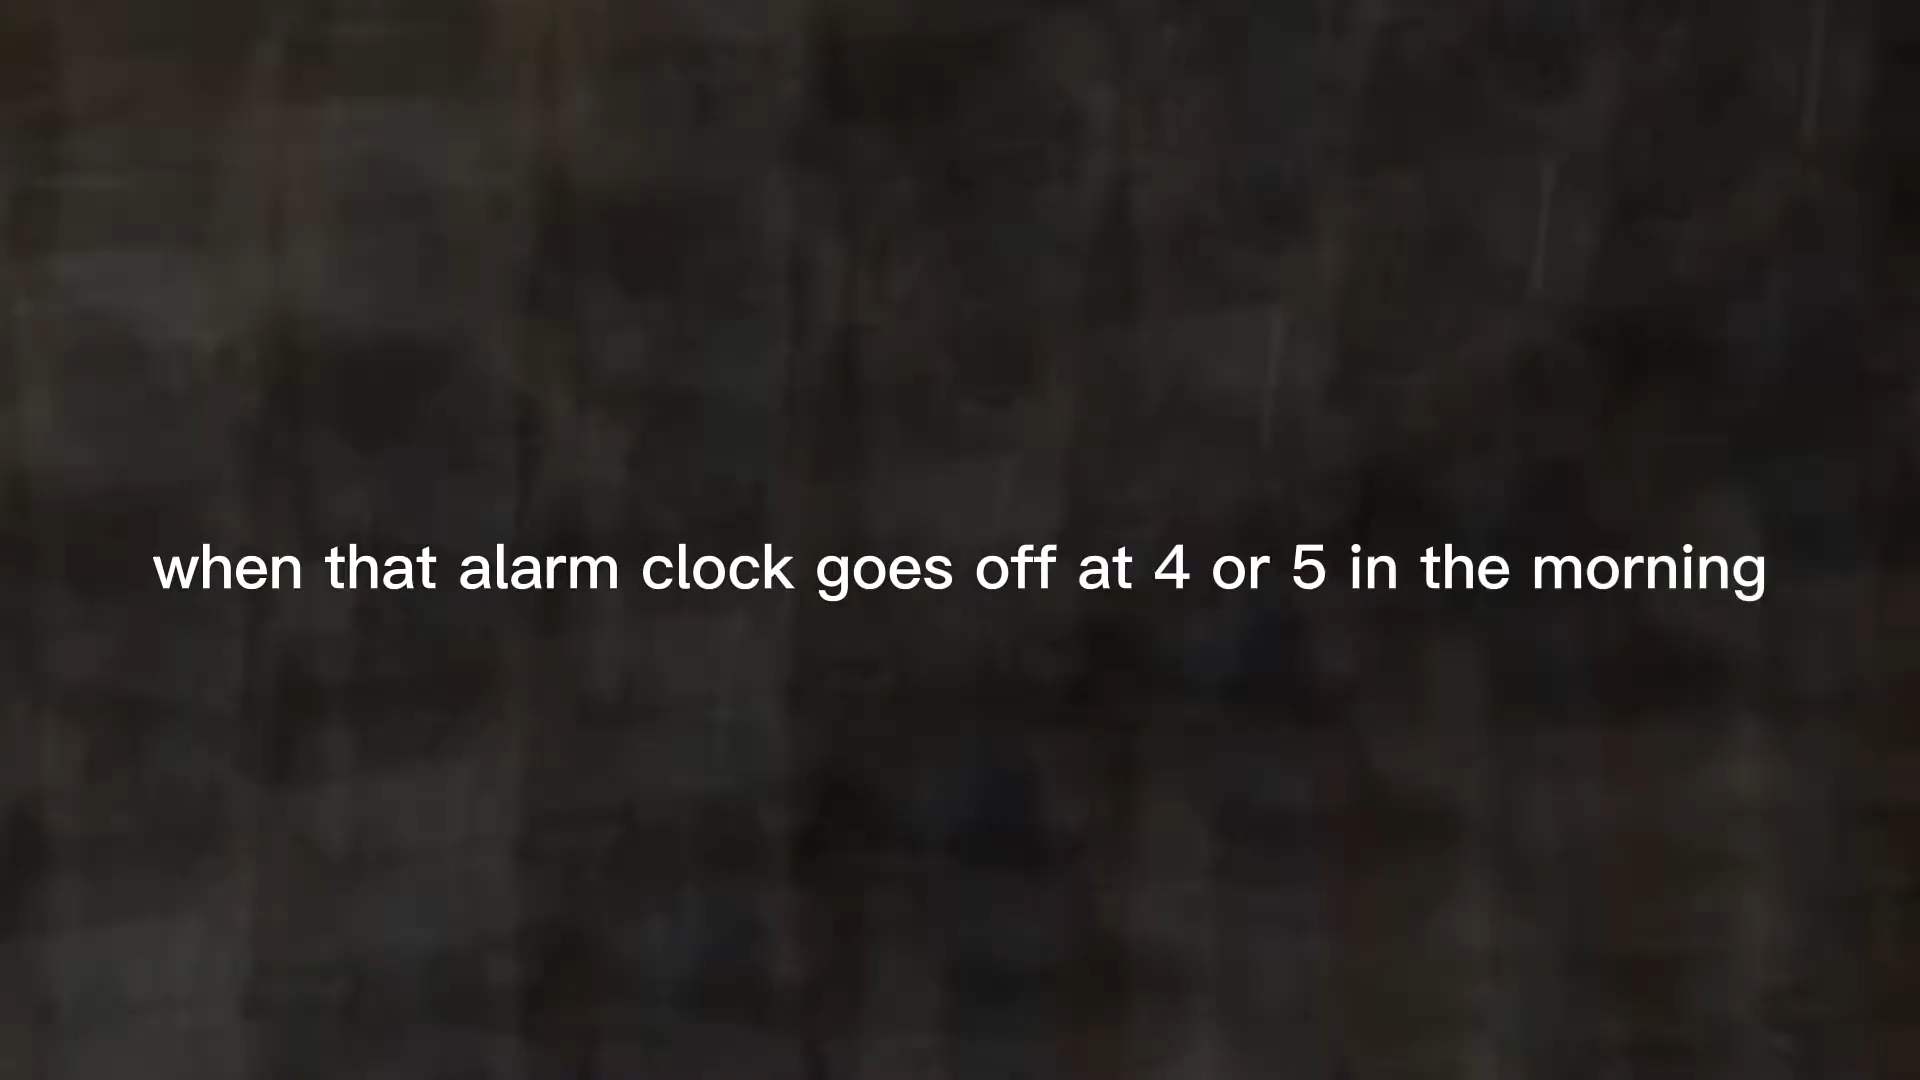 when that alarm clock goes off at 4 or 5 in the morning